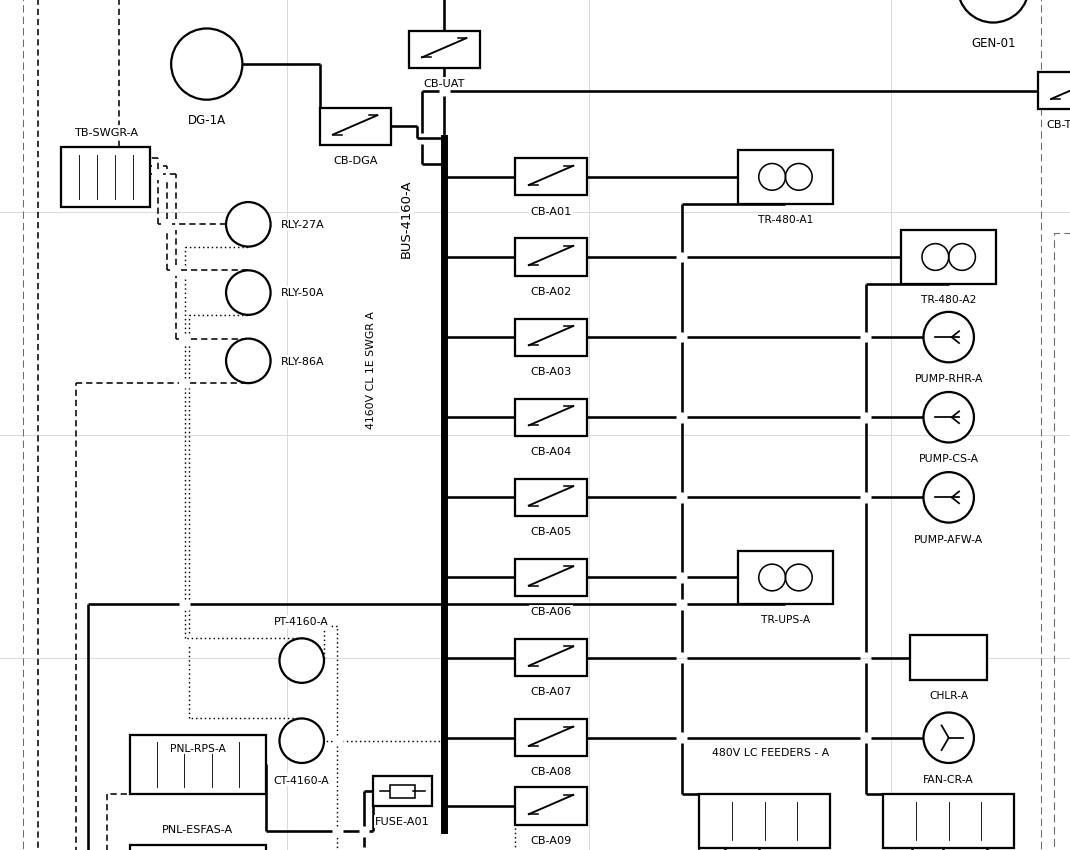 GEN-01
CB-UAT
DG-1A
CB-T
TB-SWGR-A
CB-DGA
BUS-4160-A
CB-A01
TR-480-A1
RLY-27A
CB-A02
TR-480-A2
RLY-50A
4160V CL 1E SWGR A
RLY-86A
CB-A03
PUMP-RHR-A
CB-A04
PUMP-CS-A
CB-A05
PUMP-AFW-A
CB-A06
TR-UPS-A
PT-4160-A
CB-A07
CHLR-A
PNL-RPS-A
480V LC FEEDERS - A
CT-4160-A
CB-A08
FAN-CR-A
FUSE-A01
PNL-ESFAS-A
CB-A09